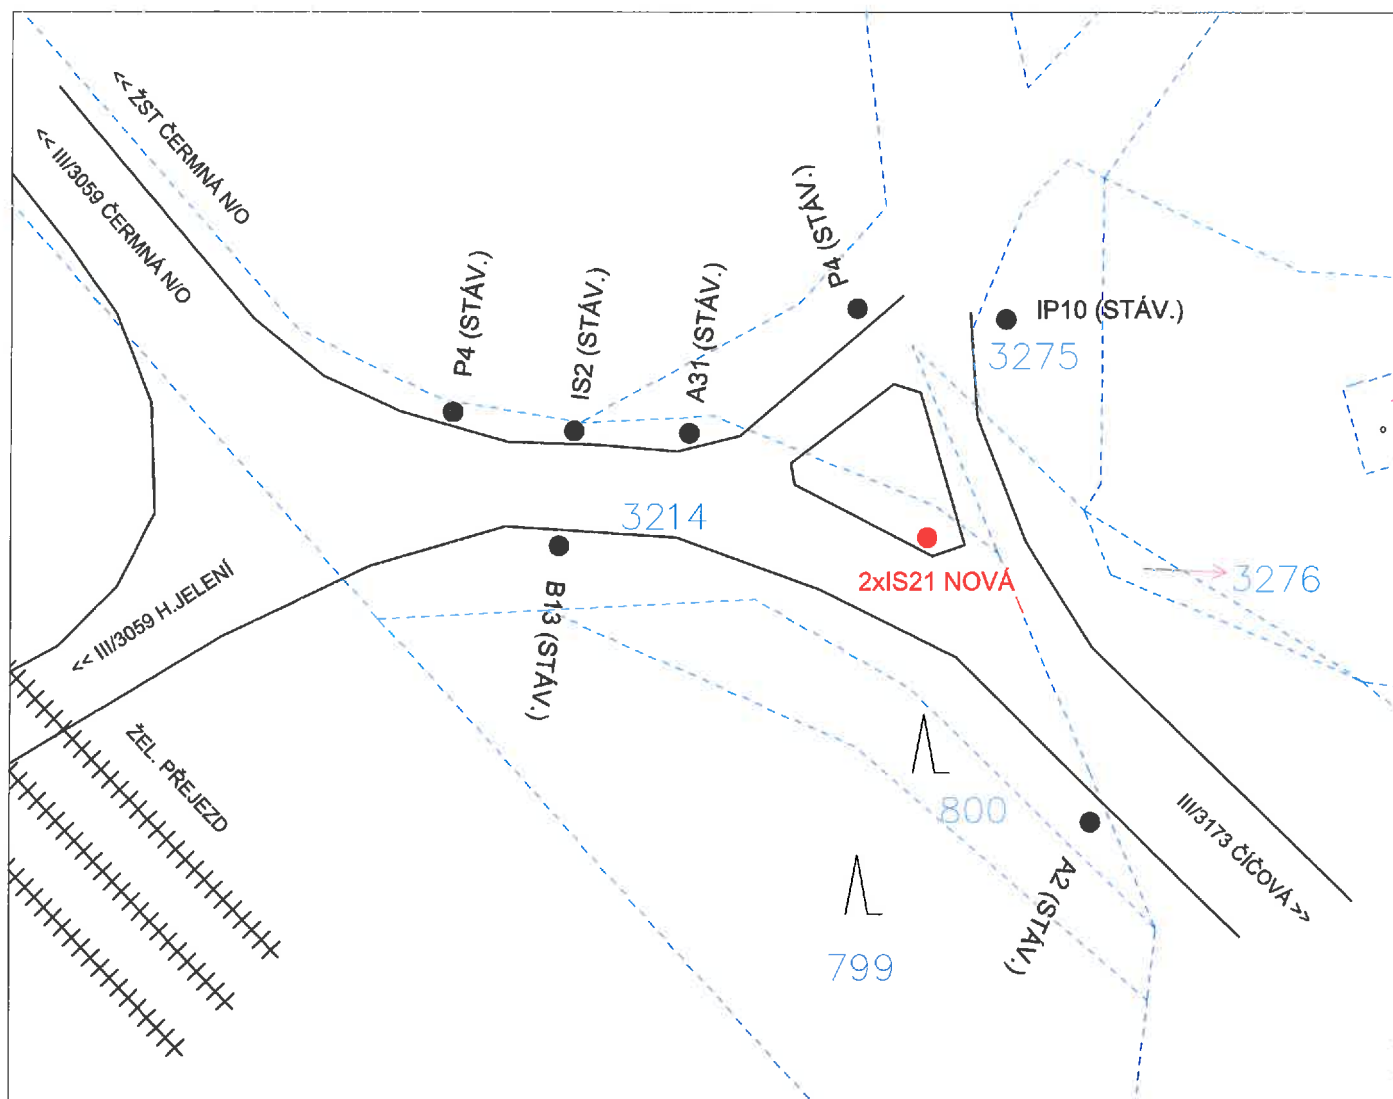 << ŽST ČERMNÁ N/O
<< III/3059 ČERMNÁ N/O
P4 (STÁV.)
IS2 (STÁV.)
A31 (STÁV.)
P4 (STÁV.)
IP10 (STÁV.)
3275
3214
2xIS21 NOVÁ
3276
<< III/3059 H.JELENÍ
B13 (STÁV.)
ŽEL. PŘEJEZD
800
III/3173 ČÍČOVÁ >>
A2 (STÁV.)
799